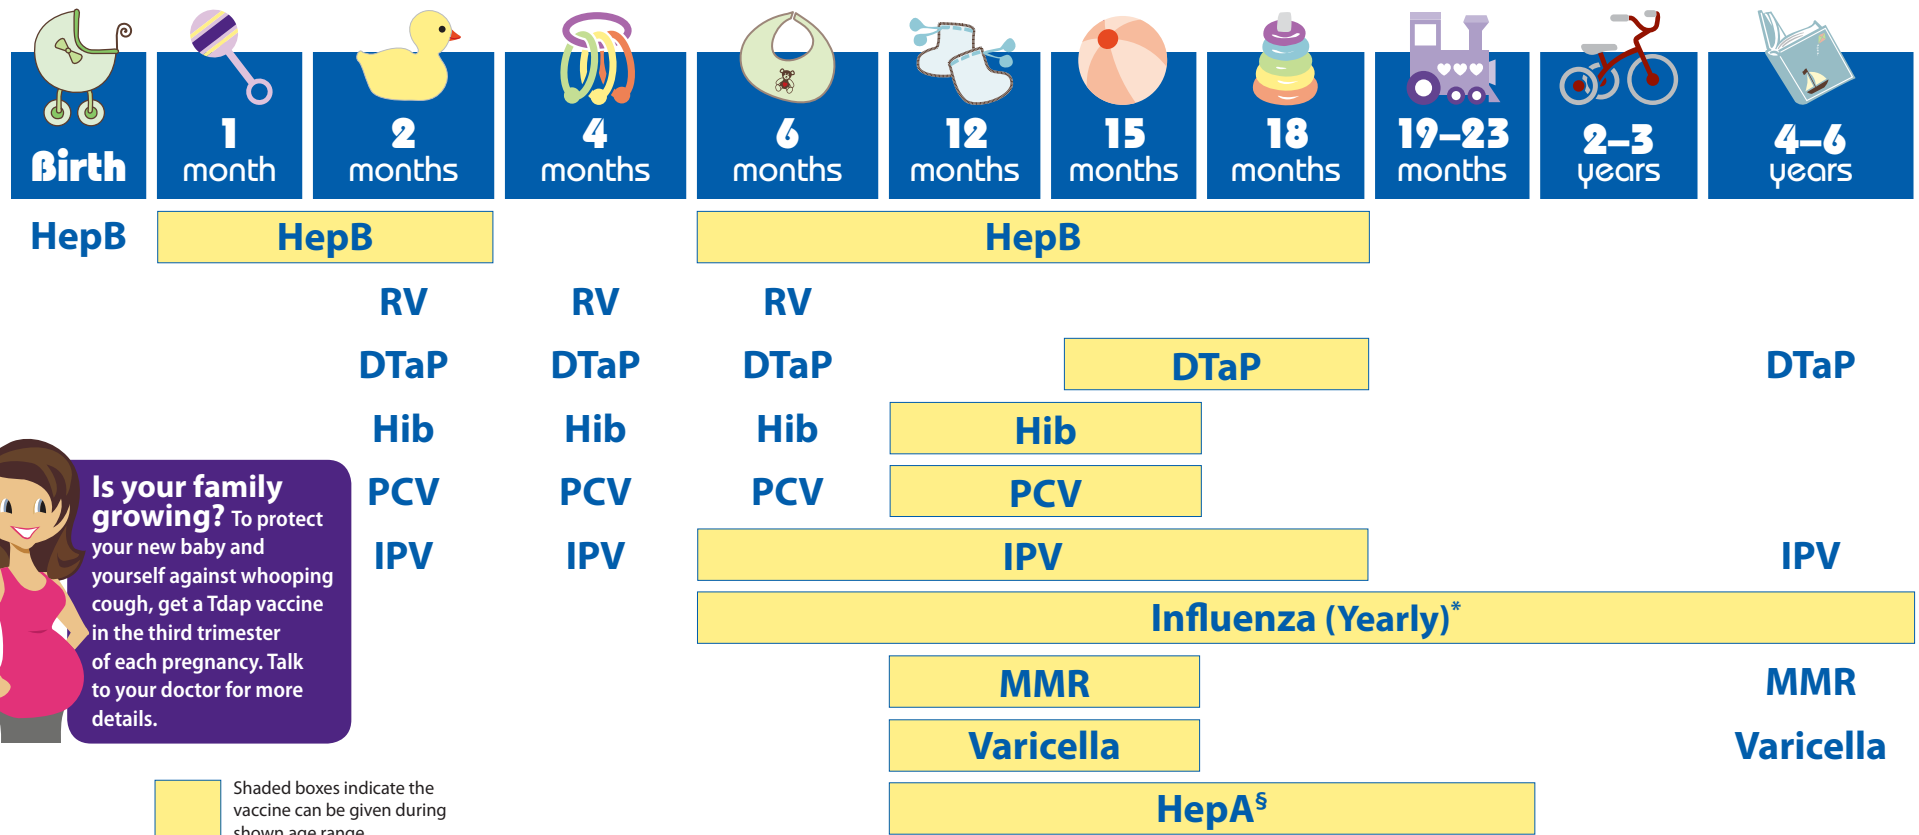 Birth
1
month
2
months
4
months
6
months
12
months
15
months
18
months
19–23
months
2–3
years
4–6
years
HepB HepB HepB
RV RV RV
DTaP DTaP DTaP DTaP DTaP
Hib Hib Hib Hib
PCV PCV PCV PCV
IPV IPV IPV IPV
Influenza (Yearly)*
MMR MMR
Varicella Varicella
HepA§
Is your family
growing? To protect
your new baby and
yourself against whooping
cough, get a Tdap vaccine
in the third trimester
of each pregnancy. Talk
to your doctor for more
details.
Shaded boxes indicate the
vaccine can be given during
shown age range